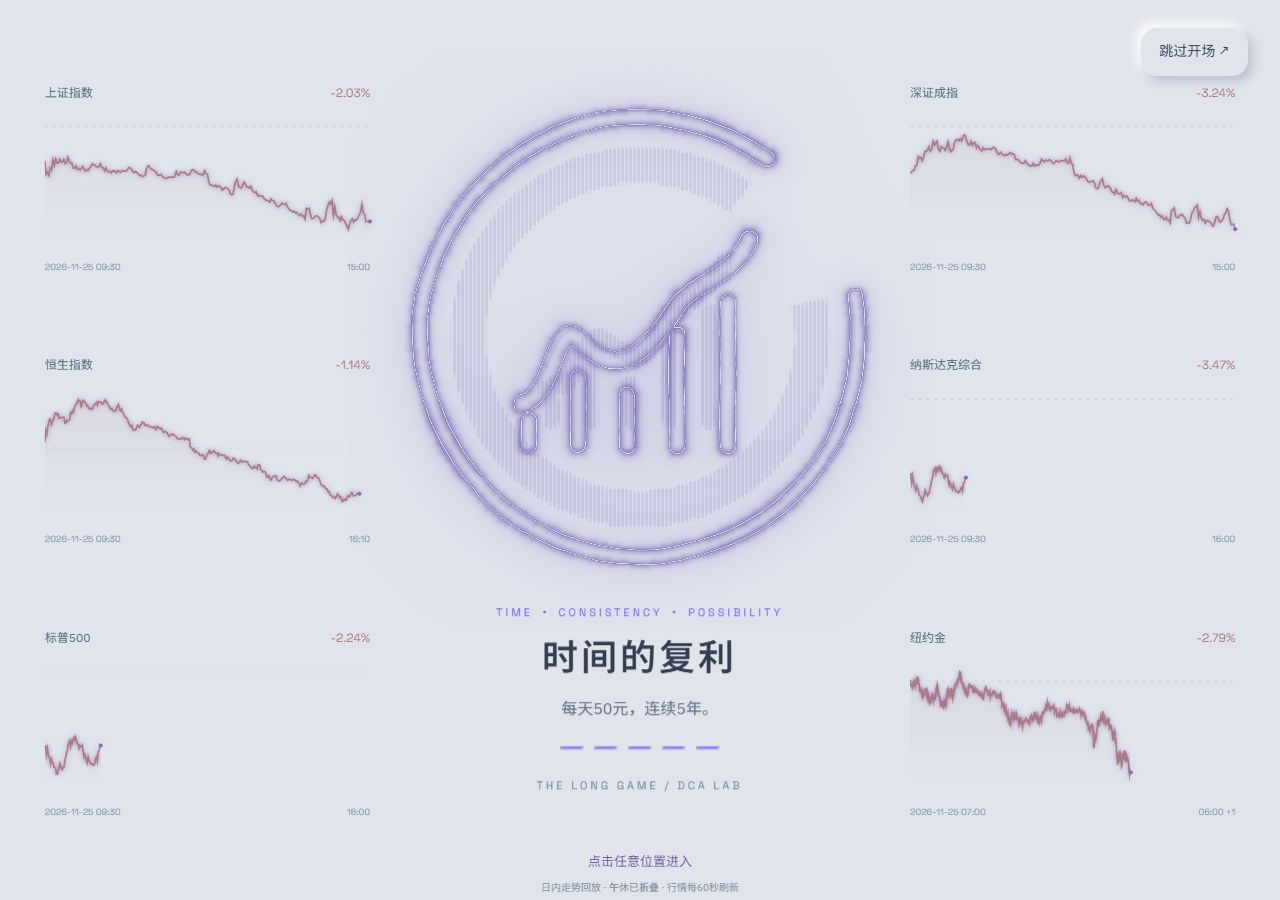 跳过开场 ↗
上证指数 -2.03%
2026-11-25 09:30 15:00
恒生指数 -1.14%
2026-11-25 09:30 16:10
标普500 -2.24%
2026-11-25 09:30 16:00
TIME • CONSISTENCY • POSSIBILITY
时间的复利
每天50元，连续5年。
THE LONG GAME / DCA LAB
点击任意位置进入
日内走势回放 · 午休已折叠 · 行情每60秒刷新
深证成指 -3.24%
2026-11-25 09:30 15:00
纳斯达克综合 -3.47%
2026-11-25 09:30 16:00
纽约金 -2.79%
2026-11-25 07:00 06:00 +1